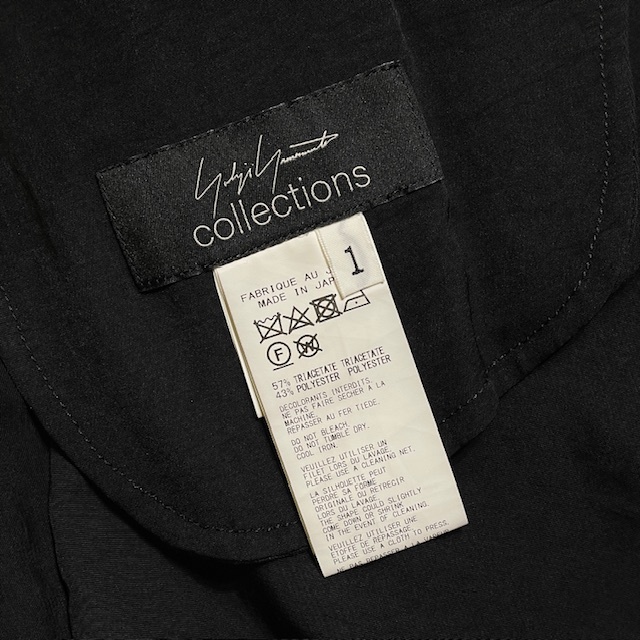 Yohji Yamamoto
collections
1
FABRIQUE AU
MADE IN JAP
F
W
57% TRIACETATE TRIACETATE
43% POLYESTER POLYESTER
DECOLORANTS INTERDITS.
NE PAS FAIRE SECHER A LA
MACHINE.
REPASSER AU FER TIEDE.
DO NOT BLEACH.
DO NOT TUMBLE DRY.
COOL IRON.
VEUILLEZ UTILISER UN
FILET LORS DU LAVAGE.
PLEASE USE A CLEANING NET.
LA SILHOUETTE PEUT
PERDRE SA FORME
ORIGINALE OU RETRECIR
LORS DU LAVAGE.
THE SHAPE COULD SLIGHTLY
COME DOWN OR SHRINK
IN THE EVENT OF CLEANING.
VEUILLEZ UTILISER UNE
ETOFFE DE REPASSAGE.
PLEASE USE A CLOTH TO PRESS.